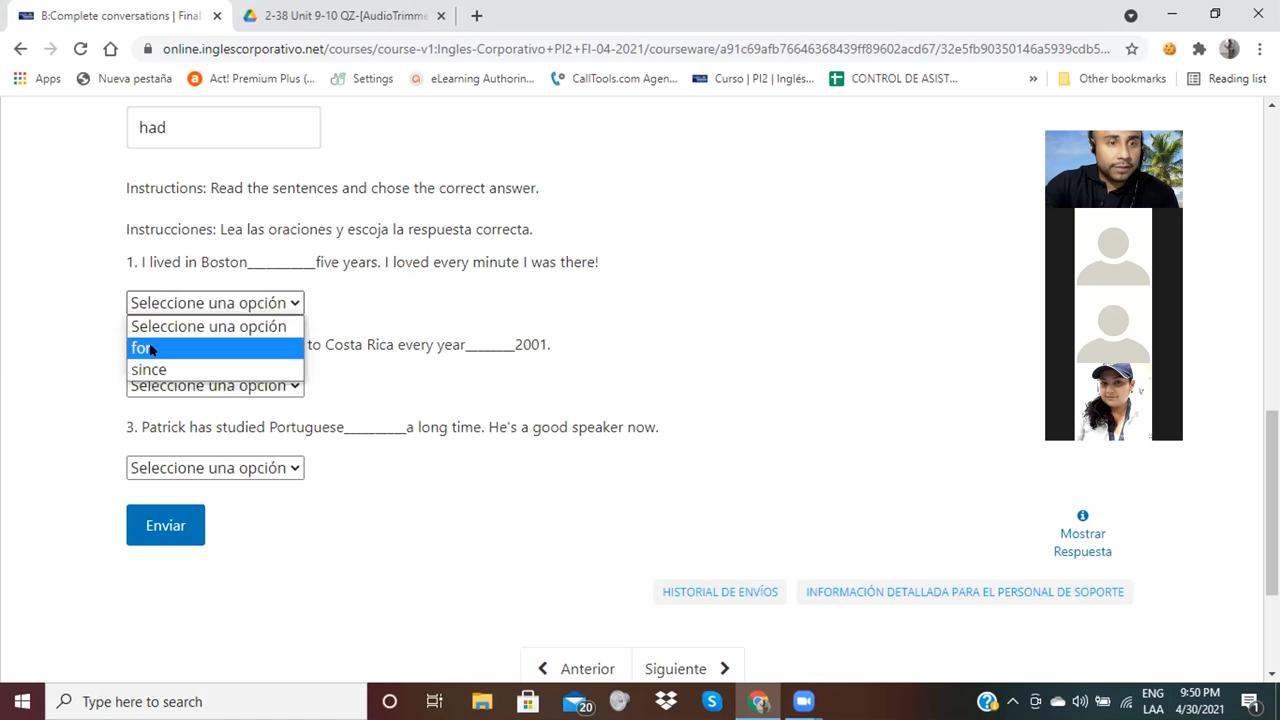 B:Complete conversations | Final
2-38 Unit 9-10 QZ-[AudioTrimme
online.inglescorporativo.net/courses/course-v1:Ingles-Corporativo+PI2+FI-04-2021/courseware/a91c69afb76646368439ff89602acd67/32e5fb90350146a5939cdb5...
Apps
Nueva pestaña
Act! Premium Plus (...
Settings
eLearning Authorin...
CallTools.com Agen...
Curso | PI2 | Inglés...
CONTROL DE ASIST...
»
Other bookmarks
Reading list
had
Instructions: Read the sentences and chose the correct answer.
Instrucciones: Lea las oraciones y escoja la respuesta correcta.
1. I lived in Boston__________five years. I loved every minute I was there!
Seleccione una opción
Seleccione una opción
for
since
to Costa Rica every year_______2001.
Seleccione una opción
3. Patrick has studied Portuguese_________a long time. He's a good speaker now.
Seleccione una opción
Enviar
Mostrar
Respuesta
HISTORIAL DE ENVÍOS
INFORMACIÓN DETALLADA PARA EL PERSONAL DE SOPORTE
Anterior
Siguiente
Type here to search
20
ENG
LAA
9:50 PM
4/30/2021
1